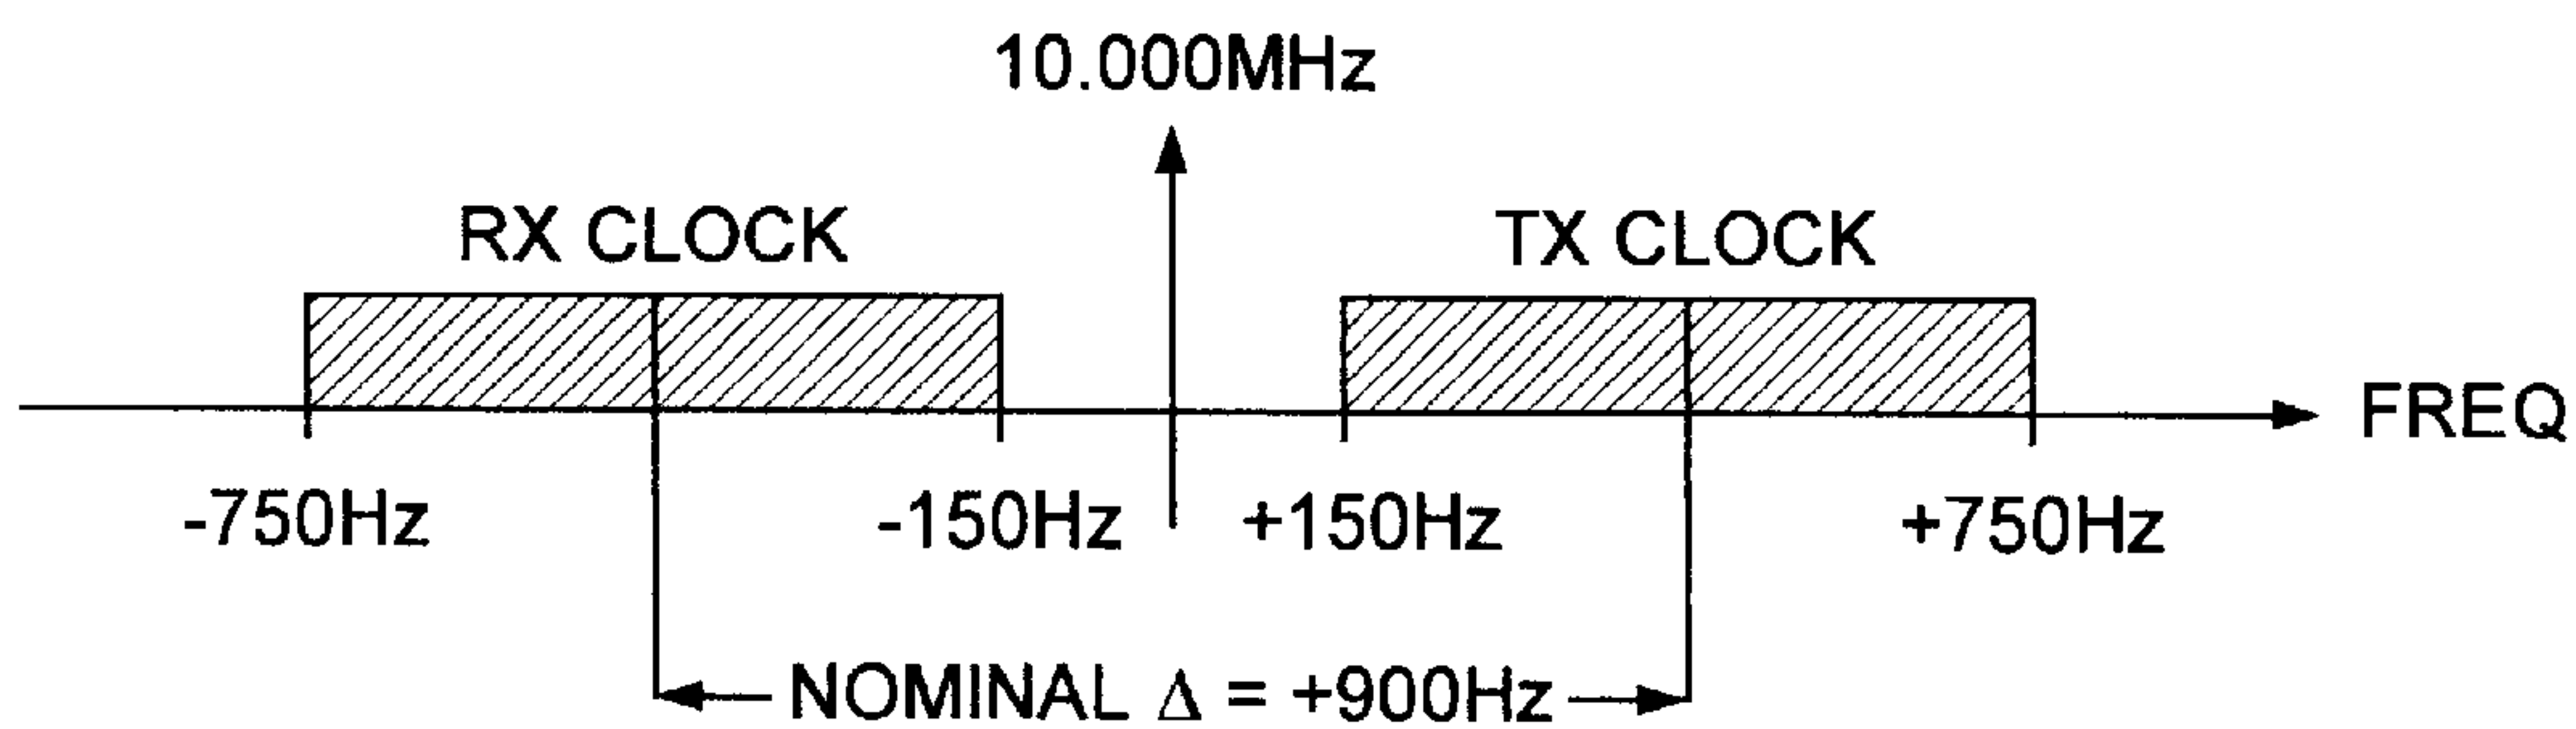 10.000MHz
RX CLOCK
TX CLOCK
FREQ
-750Hz
-150Hz
+150Hz
+750Hz
NOMINAL Δ = +900Hz